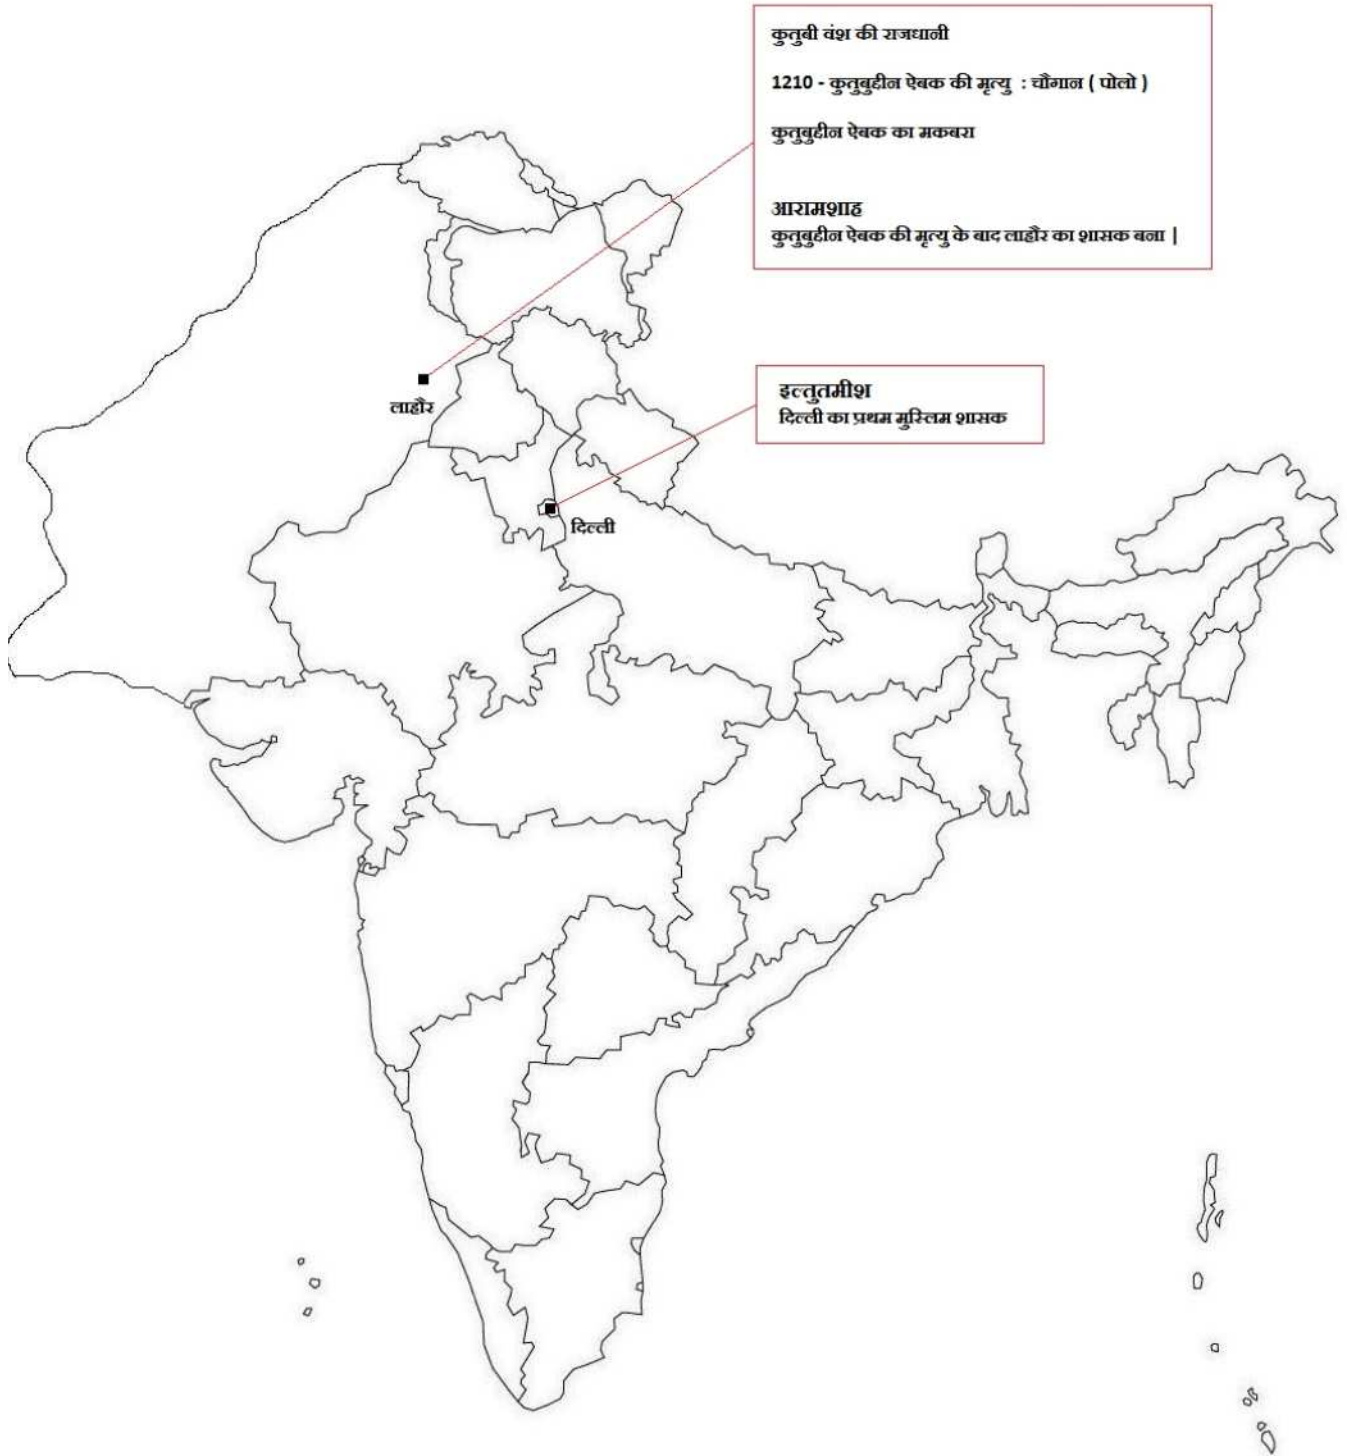 कुतुबी वंश की राजधानी
1210 - कुतुबुद्दीन ऐबक की मृत्यु : चौगान ( पोलो )
कुतुबुद्दीन ऐबक का मकबरा
आरामशाह
कुतुबुद्दीन ऐबक की मृत्यु के बाद लाहौर का शासक बना |
लाहौर
इल्तुतमीश
दिल्ली का प्रथम मुस्लिम शासक
दिल्ली